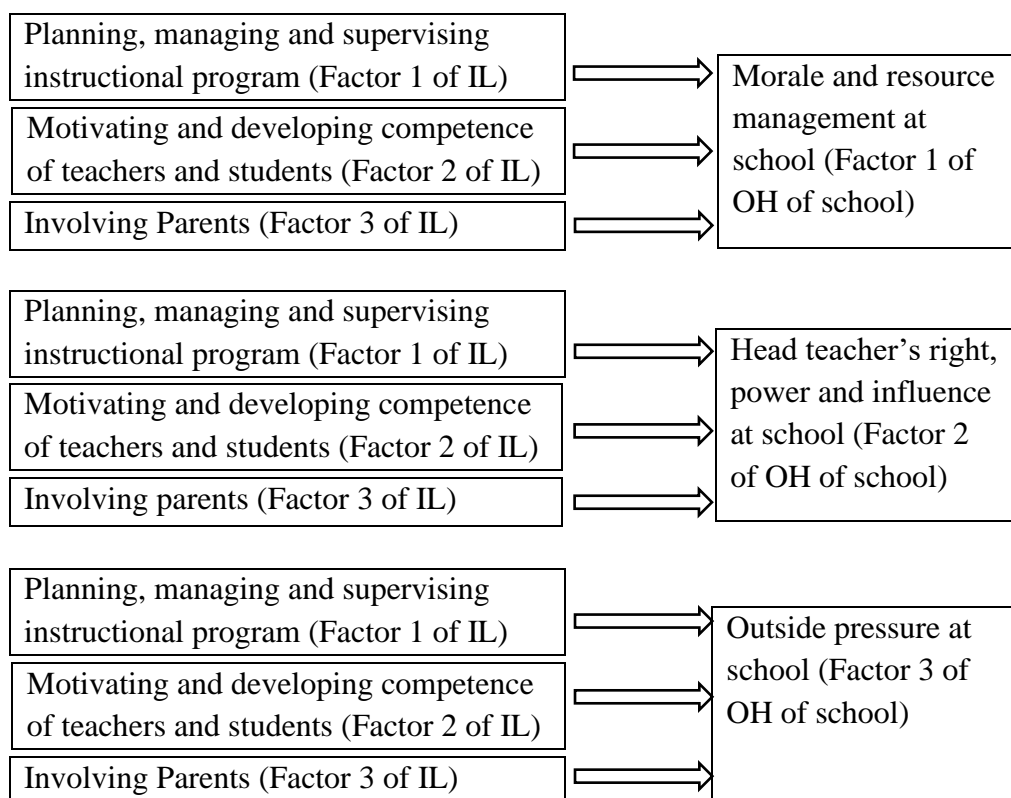 Planning, managing and supervising
instructional program (Factor 1 of IL)
Motivating and developing competence
of teachers and students (Factor 2 of IL)
Involving Parents (Factor 3 of IL)
Morale and resource
management at
school (Factor 1 of
OH of school)
Planning, managing and supervising
instructional program (Factor 1 of IL)
Motivating and developing competence
of teachers and students (Factor 2 of IL)
Involving parents (Factor 3 of IL)
Head teacher’s right,
power and influence
at school (Factor 2
of OH of school)
Planning, managing and supervising
instructional program (Factor 1 of IL)
Motivating and developing competence
of teachers and students (Factor 2 of IL)
Involving Parents (Factor 3 of IL)
Outside pressure at
school (Factor 3 of
OH of school)